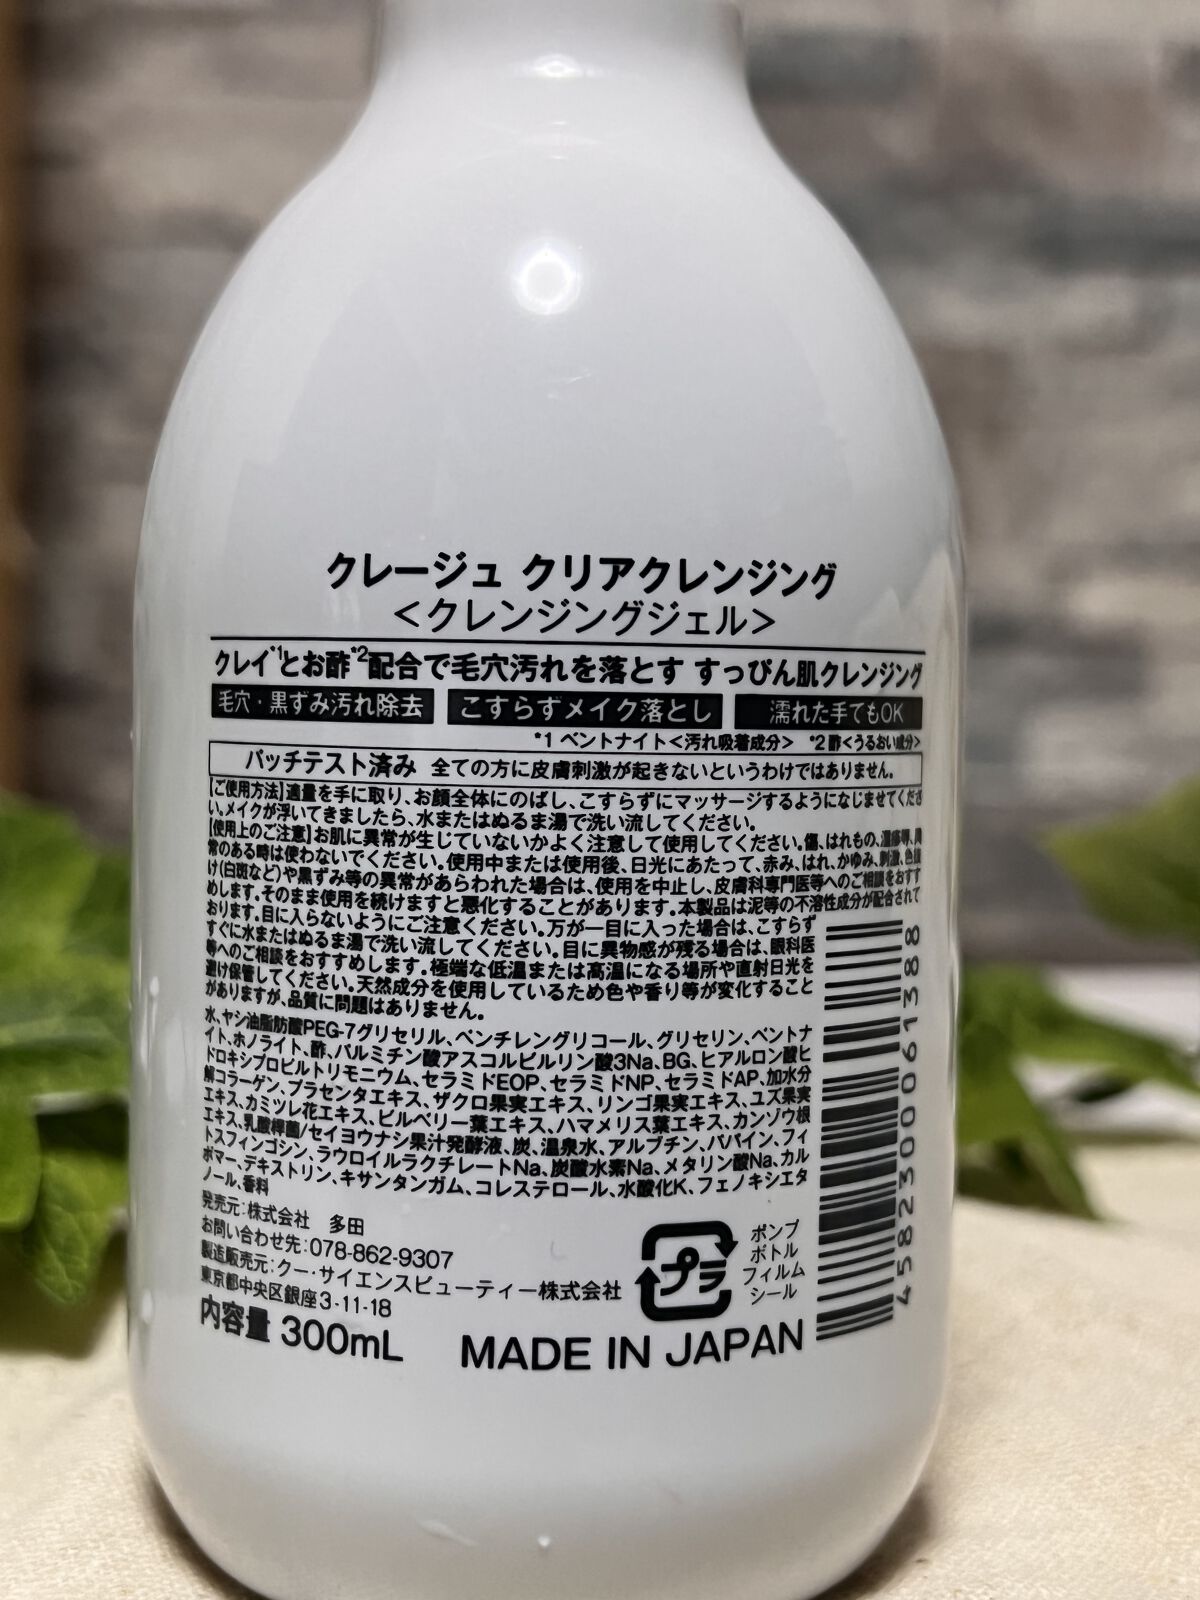 クレージュ クリアクレンジング
<クレンジングジェル>
クレイ*1とお酢*2配合で毛穴汚れを落とす すっぴん肌クレンジング
毛穴・黒ずみ汚れ除去 こすらずメイク落とし 濡れた手でもOK
*1 ベントナイト<汚れ吸着成分> *2 酢<うるおい成分>
パッチテスト済み 全ての方に皮膚刺激が起きないというわけではありません。
【ご使用方法】適量を手に取り、お顔全体にのばし、こすらずにマッサージするようになじませてくださ
い。メイクが浮いてきましたら、水またはぬるま湯で洗い流してください。
【使用上のご注意】お肌に異常が生じていないかよく注意して使用してください。傷、はれもの、湿疹等、異
常のある時は使わないでください。使用中または使用後、日光にあたって、赤み、はれ、かゆみ、刺激、色抜
け(白斑など)や黒ずみ等の異常があらわれた場合は、使用を中止し、皮膚科専門医等へのご相談をおすす
めします。そのまま使用を続けますと悪化することがあります。本製品は泥等の不溶性成分が配合されて
おります。目に入らないようにご注意ください。万が一目に入った場合は、こすらず
すぐに水またはぬるま湯で洗い流してください。目に異物感が残る場合は、眼科医
等へのご相談をおすすめします。極端な低温または高温になる場所や直射日光を
避け保管してください。天然成分を使用しているため色や香り等が変化すること
がありますが、品質に問題はありません。
水、ヤシ油脂肪酸PEG-7グリセリル、ペンチレングリコール、グリセリン、ベントナ
イト、ホノライト、酢、パルミチン酸アスコルビルリン酸3Na、BG、ヒアルロン酸ヒ
ドロキシプロピルトリモニウム、セラミドEOP、セラミドNP、セラミドAP、加水分
解コラーゲン、プラセンタエキス、ザクロ果実エキス、リンゴ果実エキス、ユズ果実
エキス、カミツレ花エキス、ビルベリー葉エキス、ハマメリス葉エキス、カンゾウ根
エキス、乳酸桿菌/セイヨウナシ果汁発酵液、炭、温泉水、アルブチン、パパイン、フィ
トスフィンゴシン、ラウロイルラクチレートNa、炭酸水素Na、メタリン酸Na、カル
ボマー、デキストリン、キサンタンガム、コレステロール、水酸化K、フェノキシエタ
ノール、香料
発売元:株式会社 多田
お問い合わせ先:078-862-9307
製造販売元:クー・サイエンスビューティー株式会社
東京都中央区銀座3-11-18
内容量 300mL
MADE IN JAPAN
プラ
ポンプ
ボトル
フィルム
シール
4582300061388